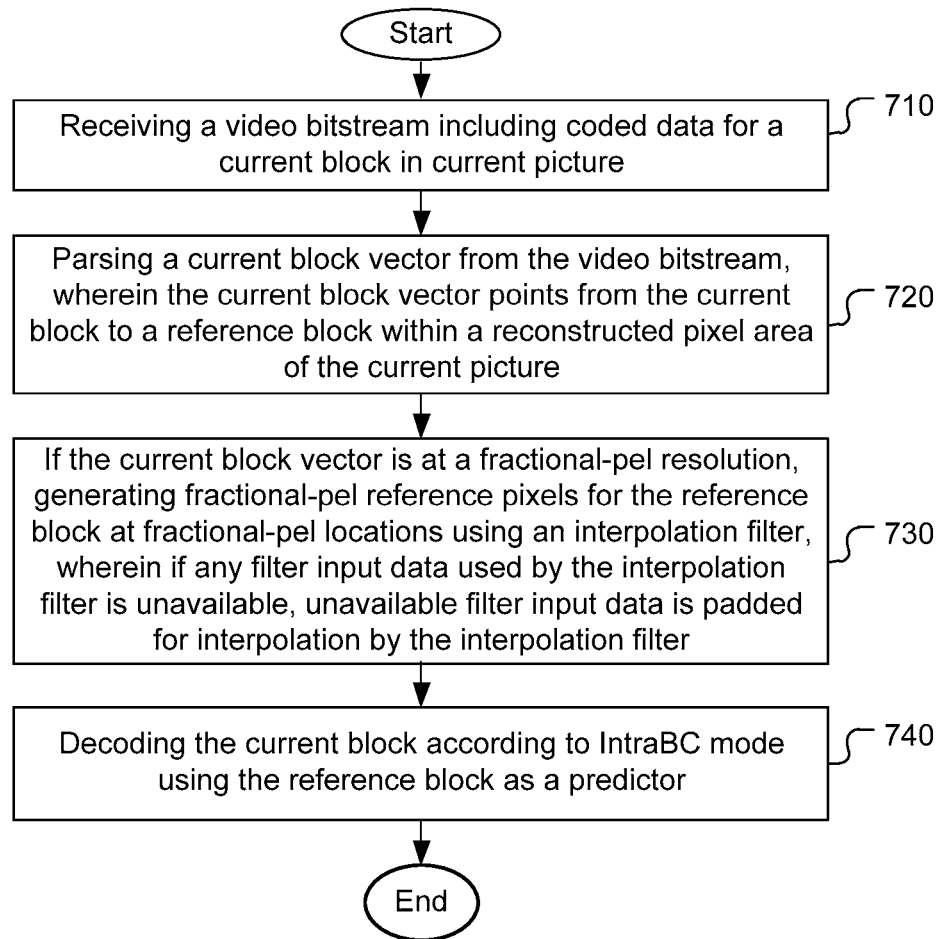 Start
Receiving a video bitstream including coded data for a
current block in current picture
710
Parsing a current block vector from the video bitstream,
wherein the current block vector points from the current
block to a reference block within a reconstructed pixel area
of the current picture
720
If the current block vector is at a fractional-pel resolution,
generating fractional-pel reference pixels for the reference
block at fractional-pel locations using an interpolation filter,
wherein if any filter input data used by the interpolation
filter is unavailable, unavailable filter input data is padded
for interpolation by the interpolation filter
730
Decoding the current block according to IntraBC mode
using the reference block as a predictor
740
End